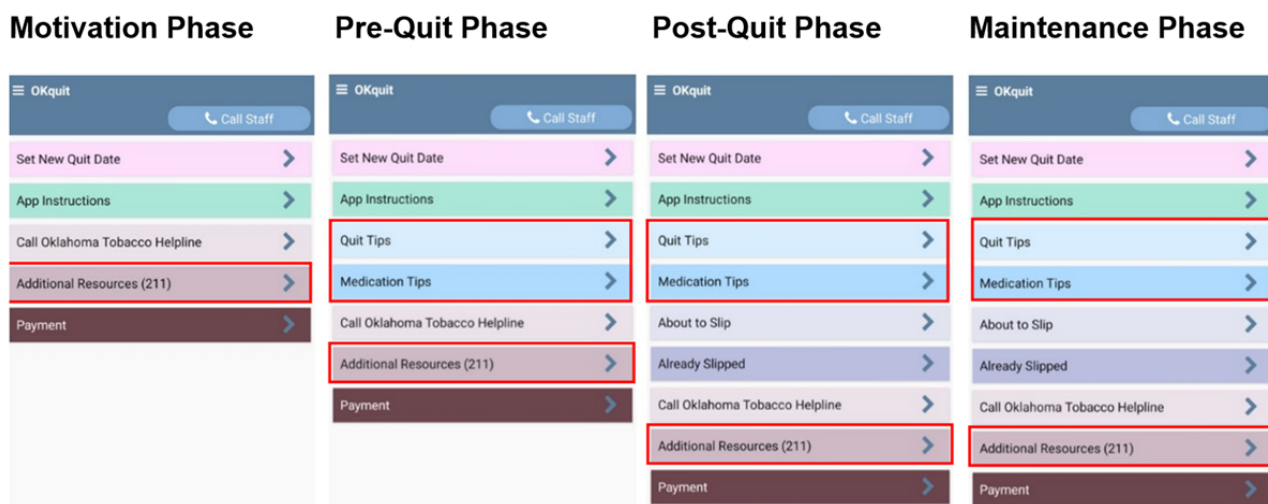 Motivation Phase
Pre-Quit Phase
Post-Quit Phase
Maintenance Phase
≡ OKquit
Call Staff
Set New Quit Date
App Instructions
Call Oklahoma Tobacco Helpline
Additional Resources (211)
Payment
≡ OKquit
Call Staff
Set New Quit Date
App Instructions
Quit Tips
Medication Tips
Call Oklahoma Tobacco Helpline
Additional Resources (211)
Payment
≡ OKquit
Call Staff
Set New Quit Date
App Instructions
Quit Tips
Medication Tips
About to Slip
Already Slipped
Call Oklahoma Tobacco Helpline
Additional Resources (211)
Payment
≡ OKquit
Call Staff
Set New Quit Date
App Instructions
Quit Tips
Medication Tips
About to Slip
Already Slipped
Call Oklahoma Tobacco Helpline
Additional Resources (211)
Payment